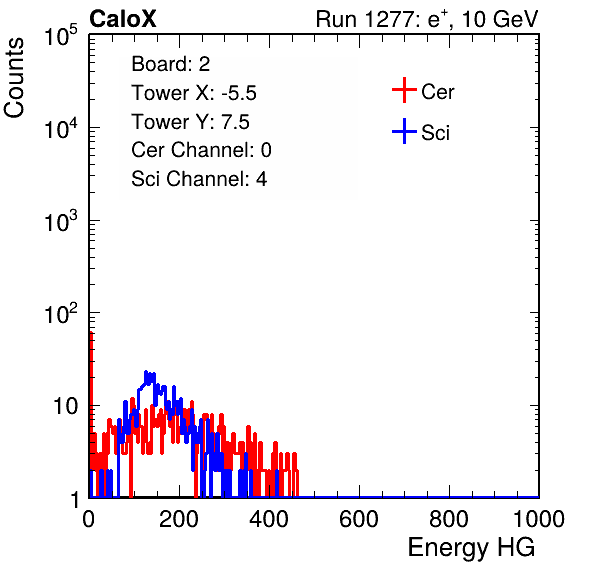 CaloX Run 1277: e⁺, 10 GeV
Counts
10⁵
10⁴
10³
10²
10
1
Board: 2
Tower X: -5.5
Tower Y: 7.5
Cer Channel: 0
Sci Channel: 4
Cer
Sci
0 200 400 600 800 1000
Energy HG